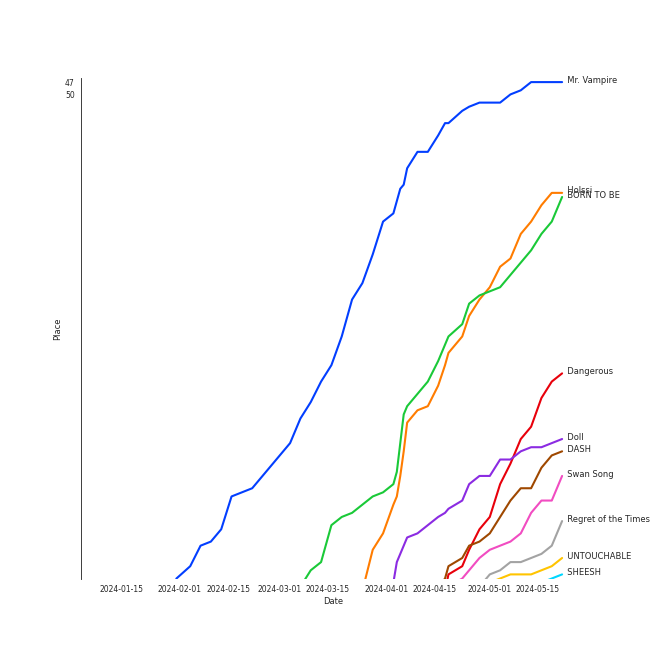 47
50
Mr. Vampire
Holssi
BORN TO BE
Place
Dangerous
Doll
DASH
Swan Song
Regret of the Times
UNTOUCHABLE
SHEESH
2024-01-15
2024-02-01
2024-02-15
2024-03-01
2024-03-15
2024-04-01
2024-04-15
2024-05-01
2024-05-15
Date